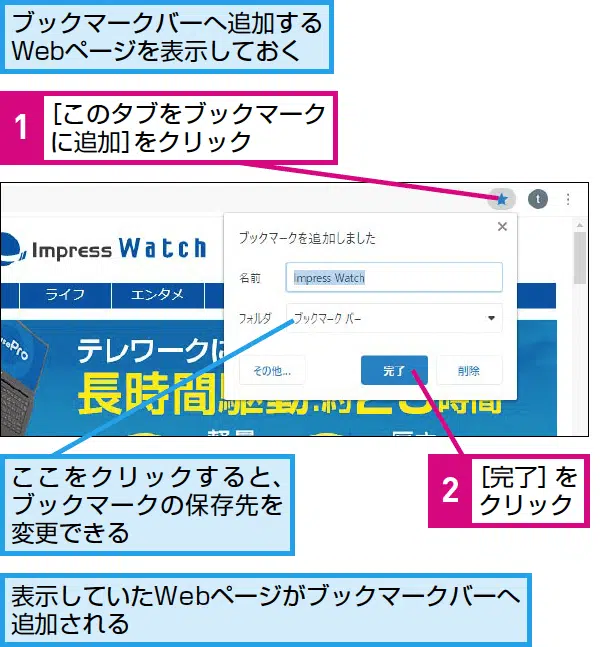 ブックマークバーへ追加する
Webページを表示しておく
1
[このタブをブックマーク
に追加]をクリック
t
ブックマークを追加しました
Impress Watch
名前
Impress Watch
ライフ
エンタメ
フォルダ
ブックマーク バー
テレワークに
その他...
完了
削除
長時間駆動
時間
ここをクリックすると、
ブックマークの保存先を
変更できる
2
[完了]を
クリック
表示していたWebページがブックマークバーへ
追加される